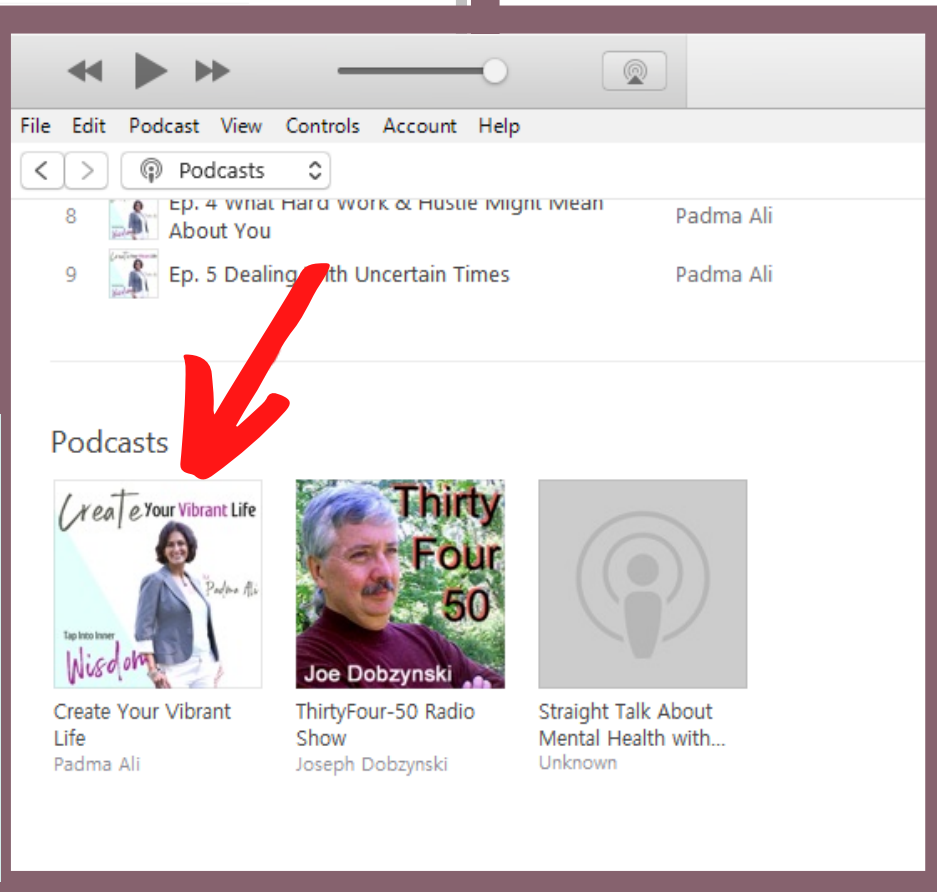 File Edit Podcast View Controls Account Help
Podcasts
8
Ep. 4 What Hard Work & Hustle Might Mean
About You
Padma Ali
9
Ep. 5 Dealing with Uncertain Times
Padma Ali
Podcasts
Create Your Vibrant Life
Padma Ali
Tap Into Inner
Wisdom
Thirty
Four
50
Joe Dobzynski
Create Your Vibrant
Life
Padma Ali
ThirtyFour-50 Radio
Show
Joseph Dobzynski
Straight Talk About
Mental Health with...
Unknown